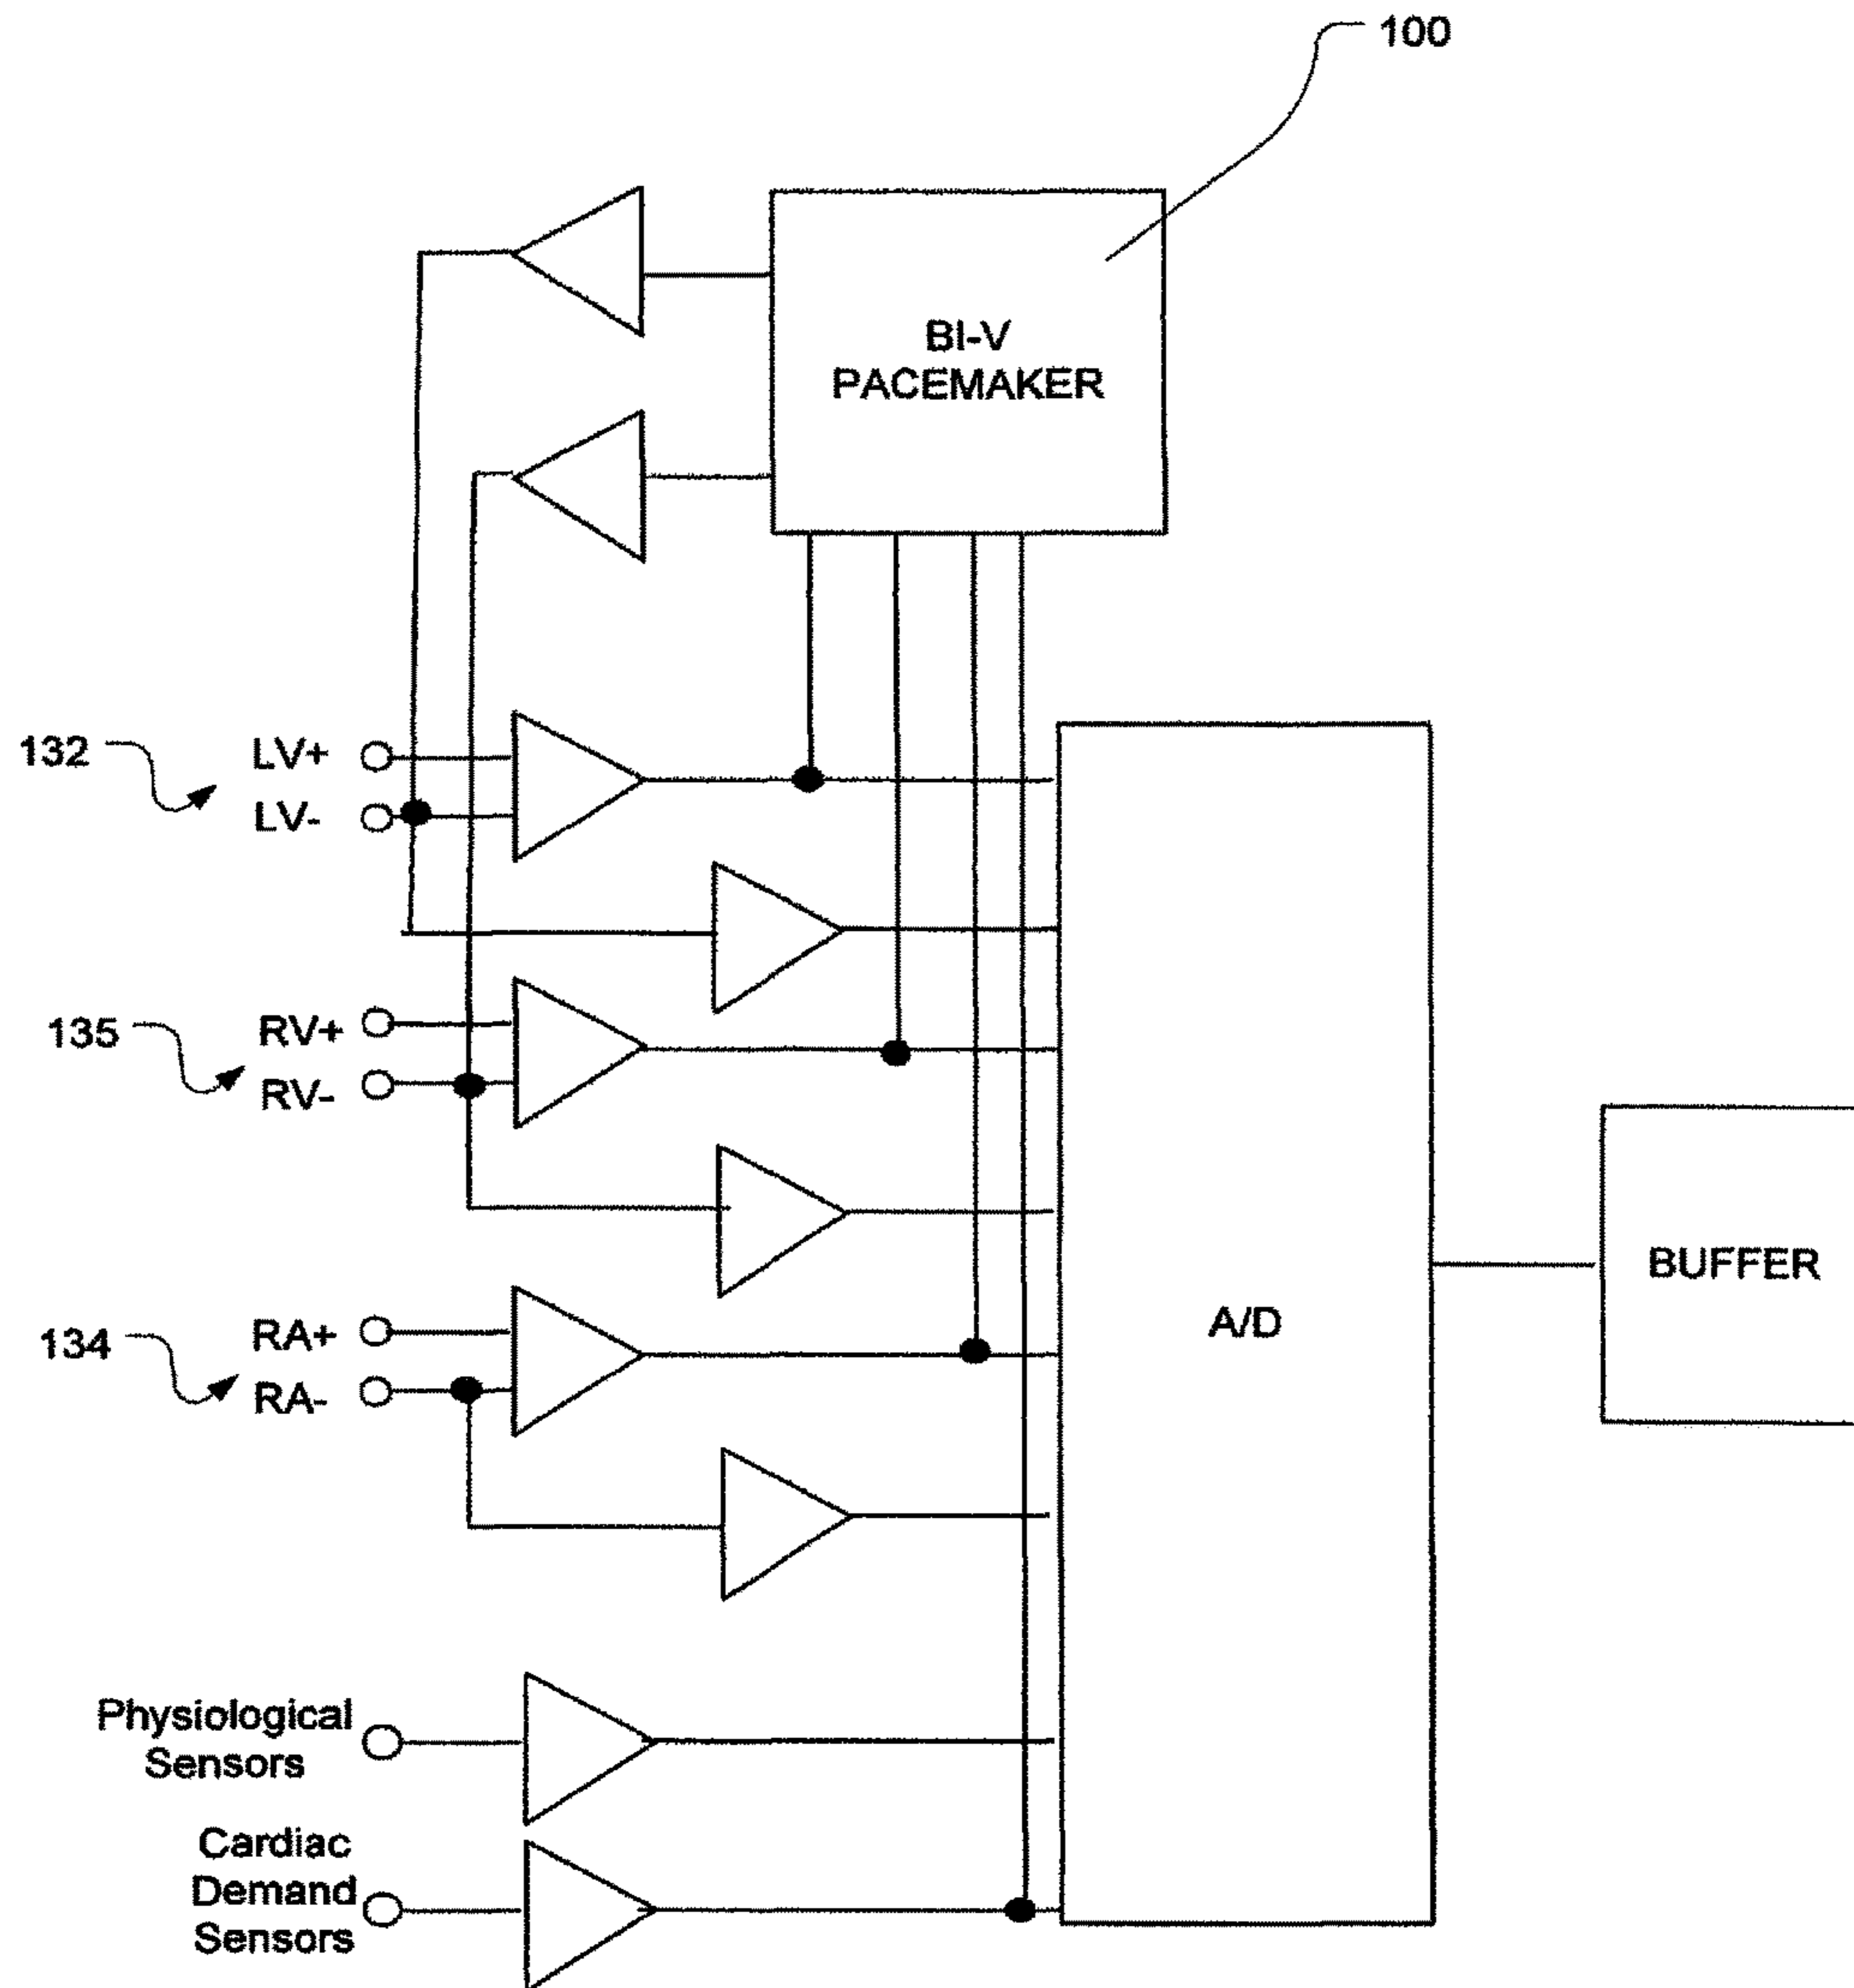 100
BI-V
PACEMAKER
132
LV+
LV-
135
RV+
RV-
BUFFER
A/D
134
RA+
RA-
Physiological
Sensors
Cardiac
Demand
Sensors